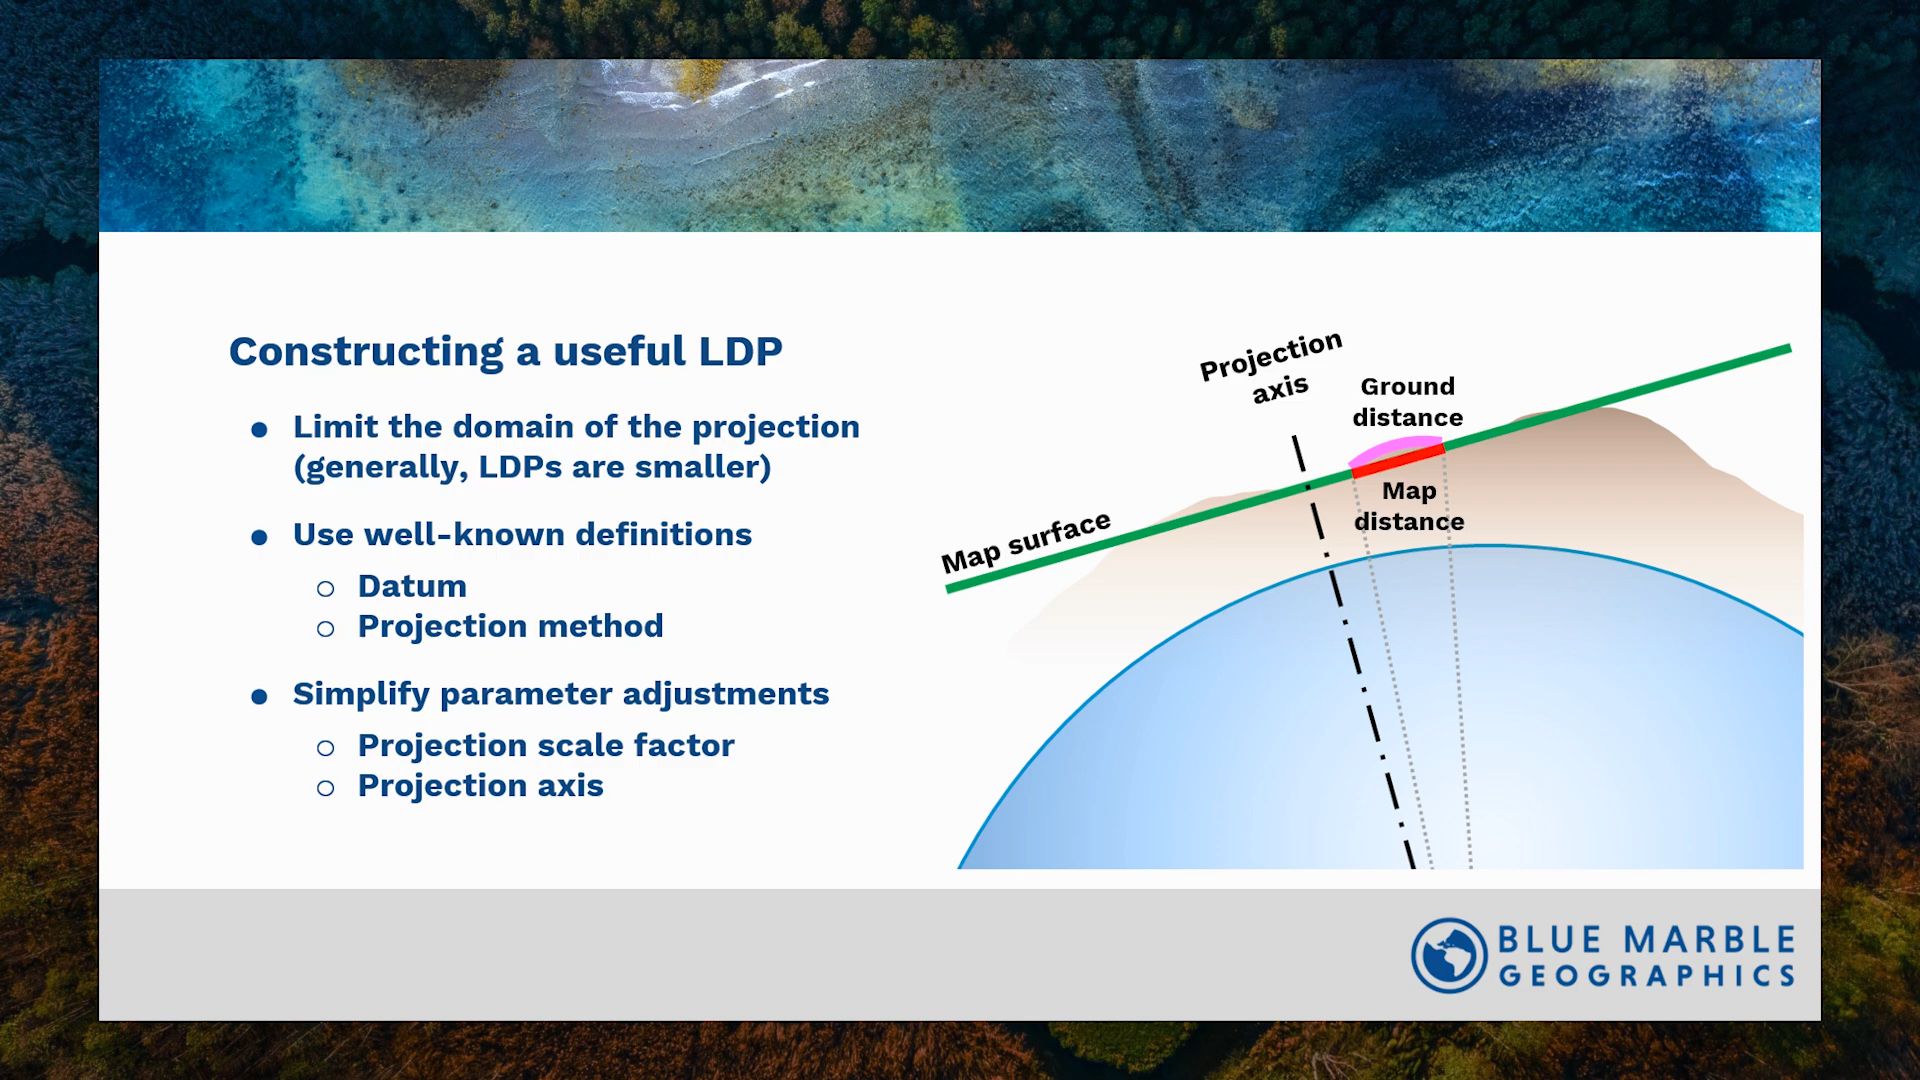 Constructing a useful LDP
● Limit the domain of the projection
(generally, LDPs are smaller)
● Use well-known definitions
○ Datum
○ Projection method
● Simplify parameter adjustments
○ Projection scale factor
○ Projection axis
Projection
axis
Ground
distance
Map
distance
Map surface
BLUE MARBLE
GEOGRAPHICS